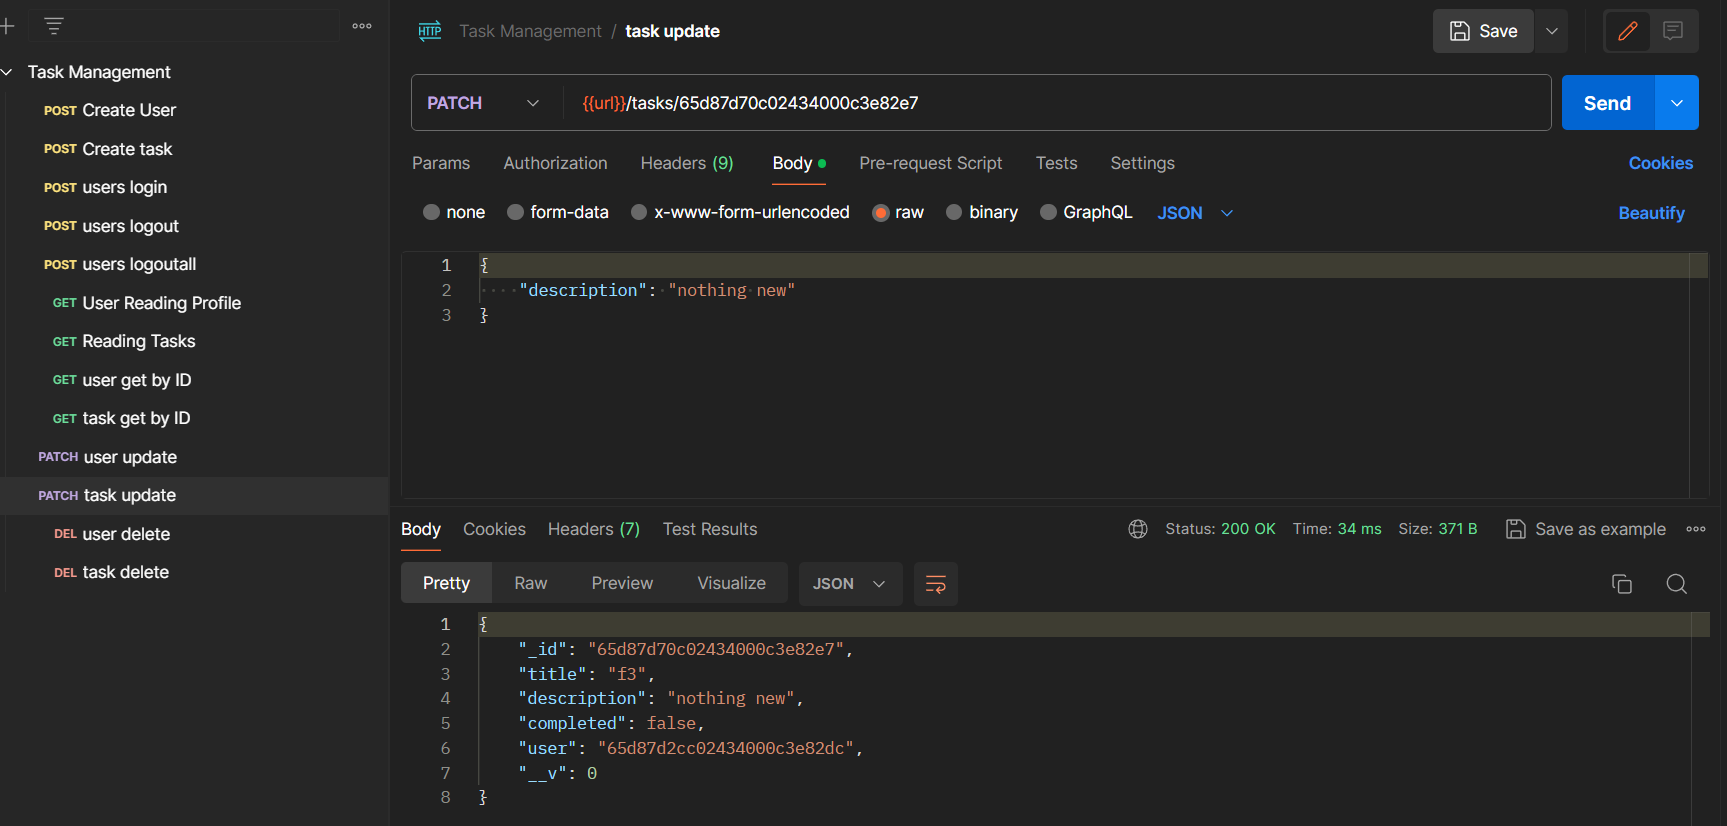 Task Management
POST Create User
POST Create task
POST users login
POST users logout
POST users logoutall
GET User Reading Profile
GET Reading Tasks
GET user get by ID
GET task get by ID
PATCH user update
PATCH task update
DEL user delete
DEL task delete
HTTP Task Management / task update
Save
PATCH {{url}}/tasks/65d87d70c02434000c3e82e7 Send
Params Authorization Headers (9) Body Pre-request Script Tests Settings Cookies
none form-data x-www-form-urlencoded raw binary GraphQL JSON Beautify
1 {
2 "description": "nothing new"
3 }
Body Cookies Headers (7) Test Results Status: 200 OK Time: 34 ms Size: 371 B Save as example
Pretty Raw Preview Visualize JSON
1 {
2 "_id": "65d87d70c02434000c3e82e7",
3 "title": "f3",
4 "description": "nothing new",
5 "completed": false,
6 "user": "65d87d2cc02434000c3e82dc",
7 "__v": 0
8 }